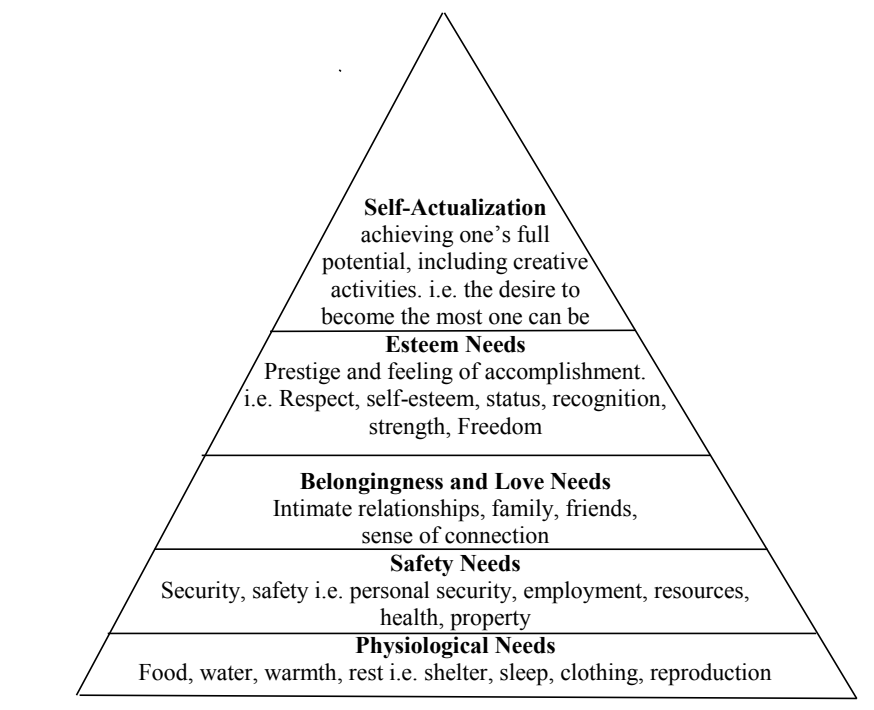 Self-Actualization
achieving one’s full
potential, including creative
activities. i.e. the desire to
become the most one can be
Esteem Needs
Prestige and feeling of accomplishment.
i.e. Respect, self-esteem, status, recognition,
strength, Freedom
Belongingness and Love Needs
Intimate relationships, family, friends,
sense of connection
Safety Needs
Security, safety i.e. personal security, employment, resources,
health, property
Physiological Needs
Food, water, warmth, rest i.e. shelter, sleep, clothing, reproduction